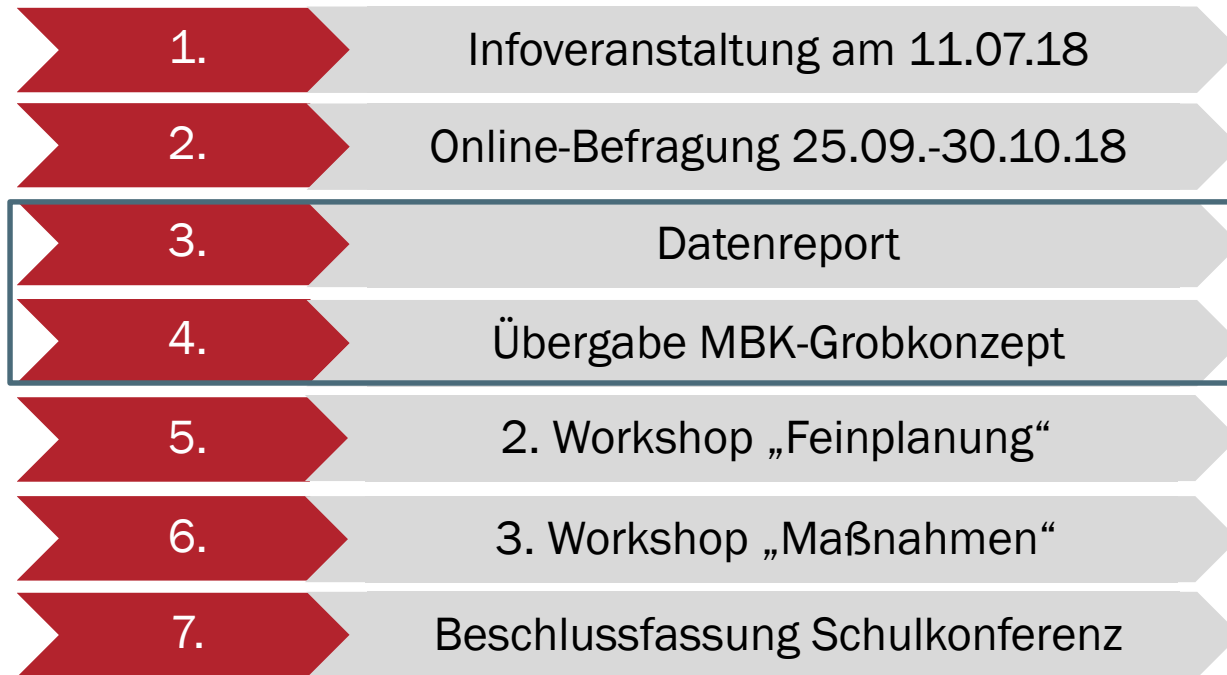 1. Infoveranstaltung am 11.07.18
2. Online-Befragung 25.09.-30.10.18
3. Datenreport
4. Übergabe MBK-Grobkonzept
5. 2. Workshop „Feinplanung“
6. 3. Workshop „Maßnahmen“
7. Beschlussfassung Schulkonferenz